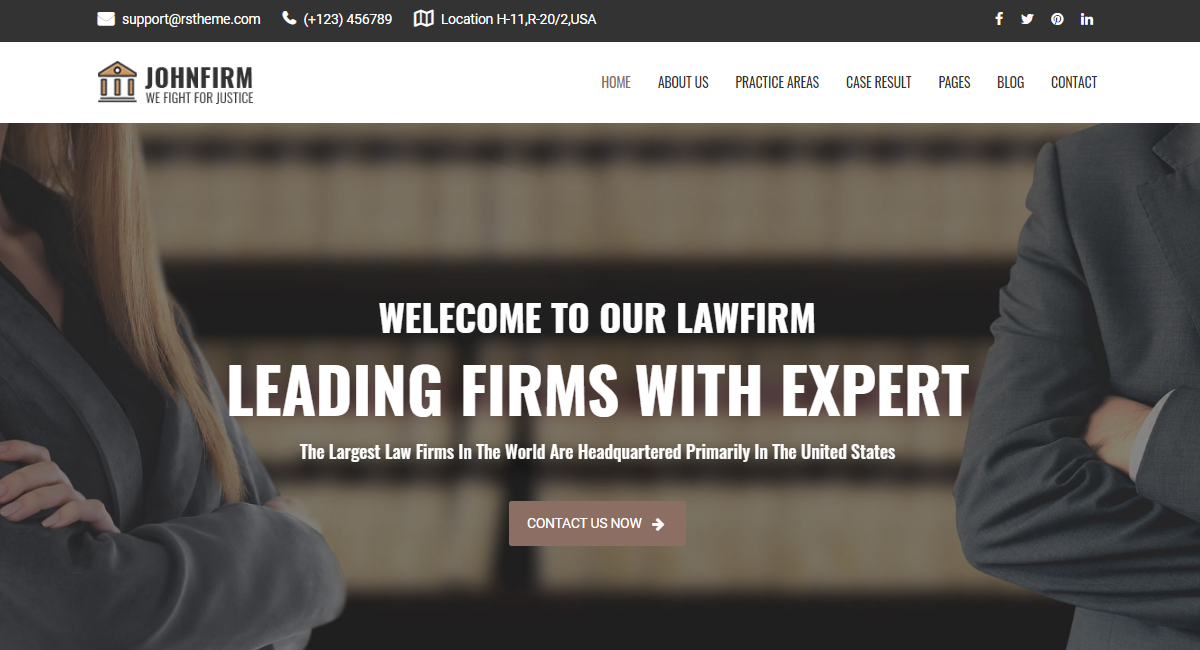 support@rstheme.com (+123) 456789 Location H-11,R-20/2,USA
JOHNFIRM
WE FIGHT FOR JUSTICE
HOME ABOUT US PRACTICE AREAS CASE RESULT PAGES BLOG CONTACT
WELECOME TO OUR LAWFIRM
LEADING FIRMS WITH EXPERT
The Largest Law Firms In The World Are Headquartered Primarily In The United States
CONTACT US NOW